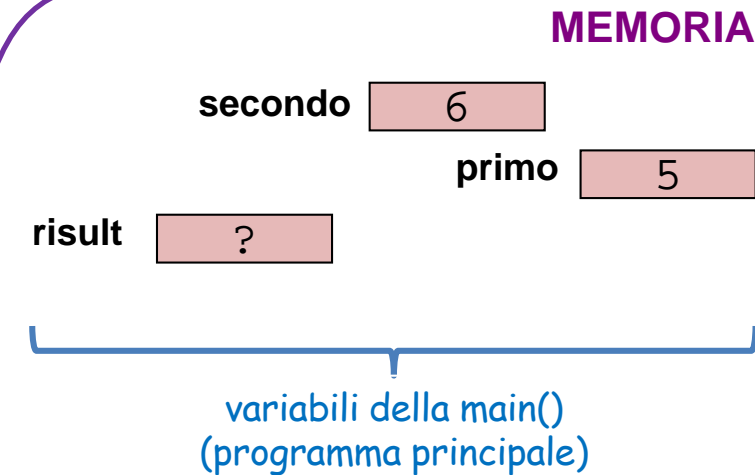 MEMORIA
secondo 6
primo 5
risult ?
variabili della main()
(programma principale)